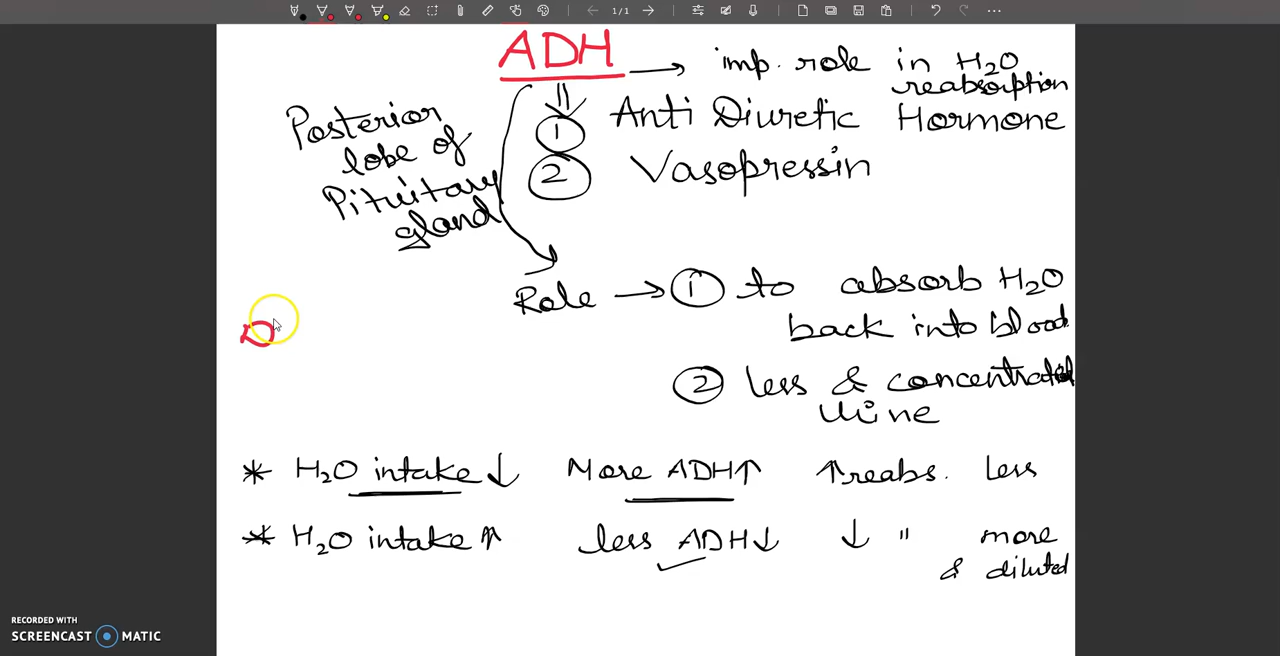 1/1
ADH → imp. role in H2O
reabsorption
Posterior
lobe of
Pituitary
gland
1 Anti Diuretic Hormone
2 Vasopressin
Role → 1 to absorb H2O
back into blood
2 less & concentrated
urine
* H2O intake ↓ More ADH ↑ ↑ reabs. less
* H2O intake ↑ less ADH ↓ ↓ " more
& diluted
RECORDED WITH
SCREENCAST MATIC